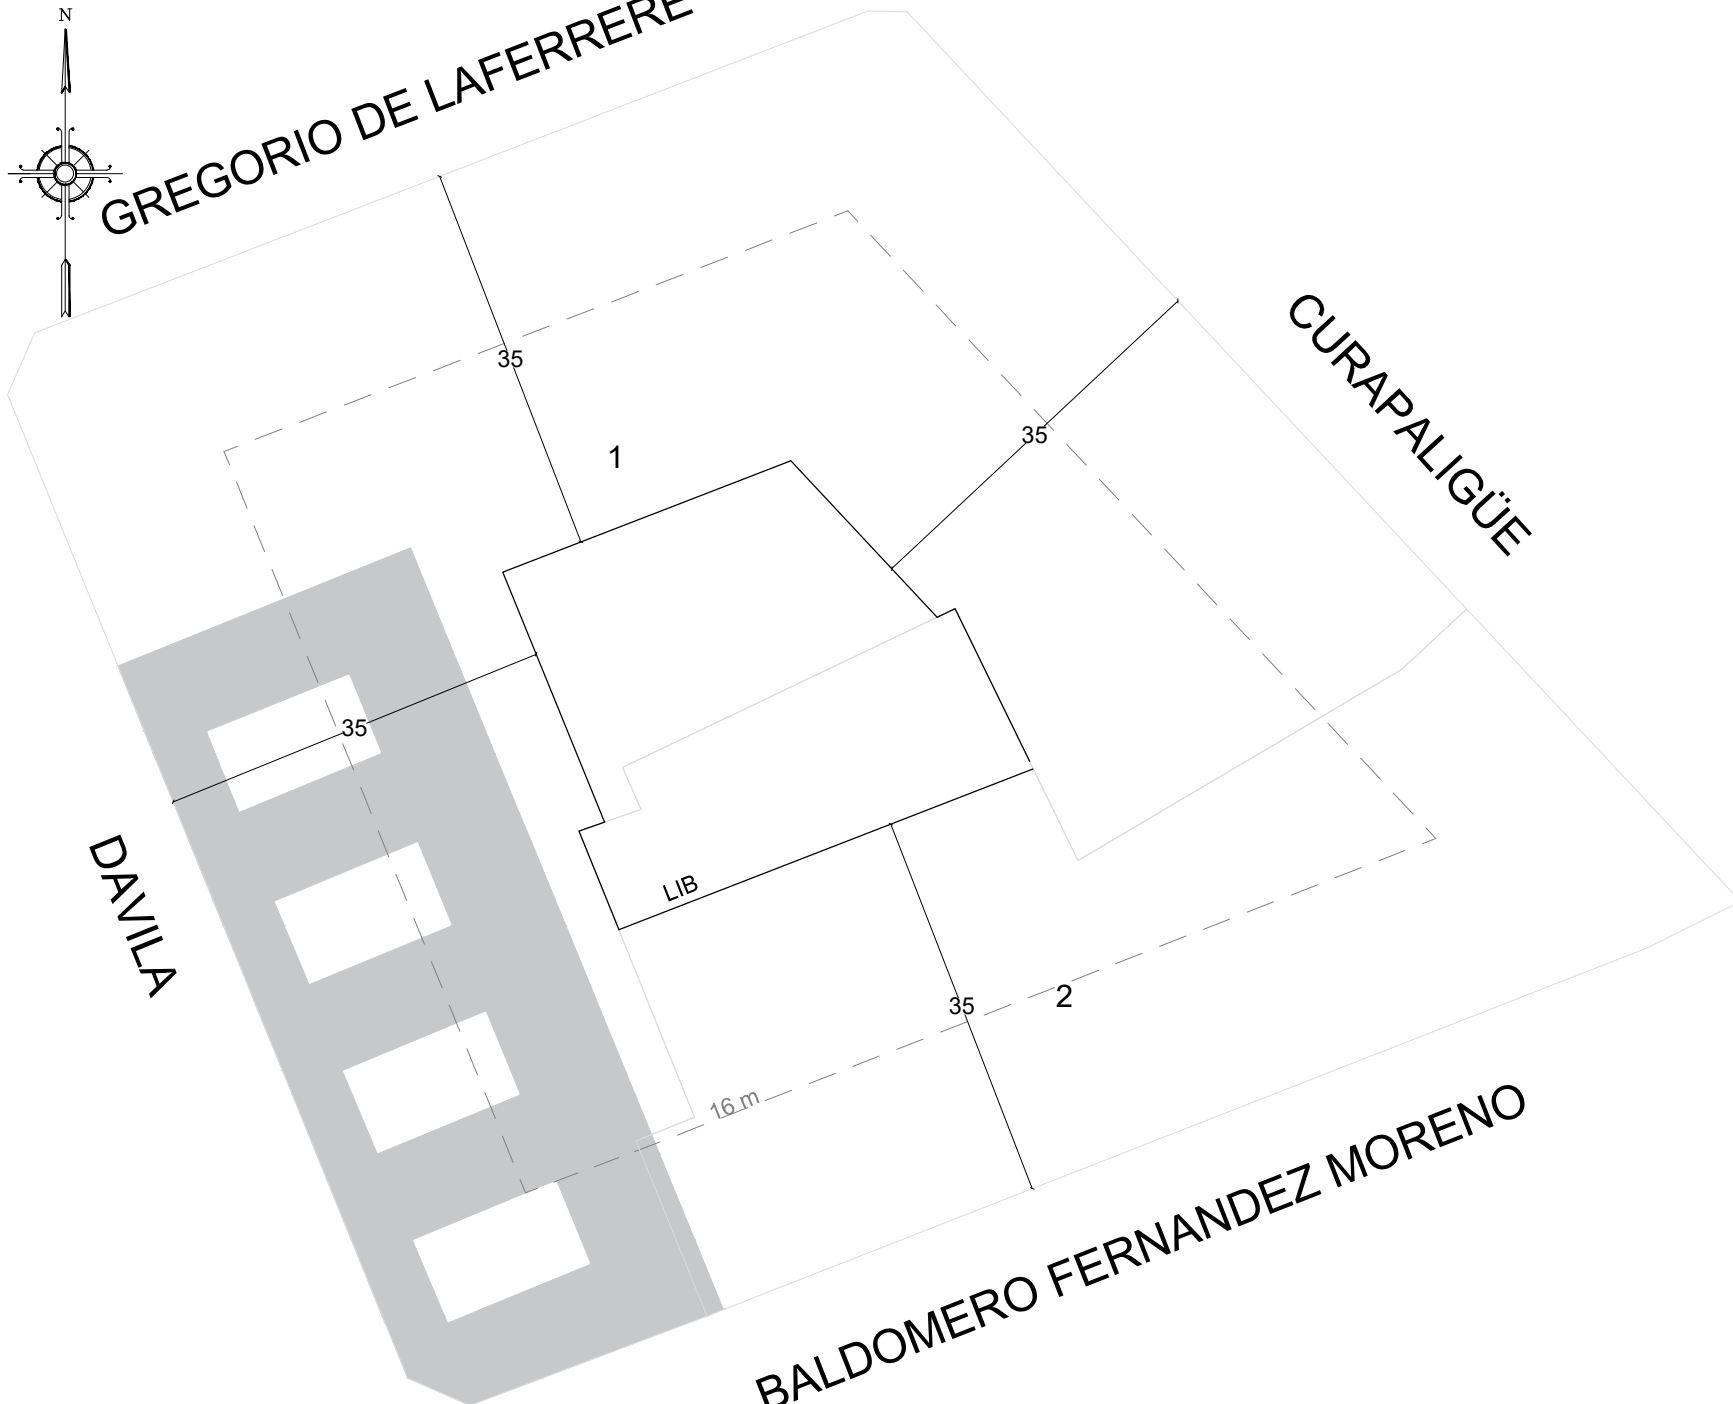 N
GREGORIO DE LAFERRERE
CURAPALIGÜE
35
35
1
35
DAVILA
LIB
35
2
16 m
BALDOMERO FERNANDEZ MORENO